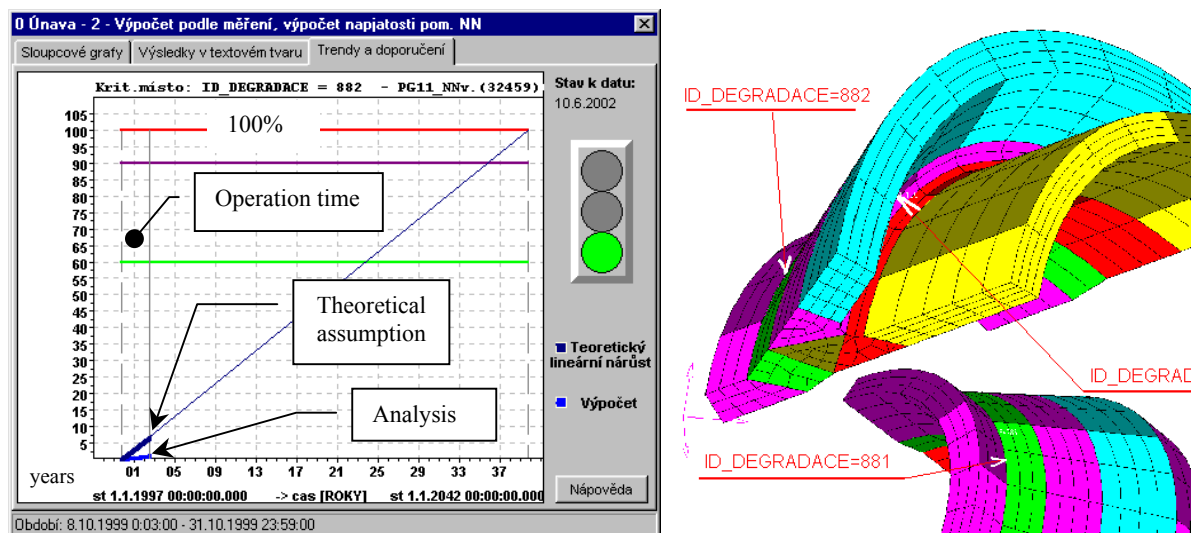 0 Únava - 2 - Výpočet podle měření, výpočet napjatosti pom. NN
Sloupcové grafy
Výsledky v textovém tvaru
Trendy a doporučení
Krit.místo: ID_DEGRADACE = 882 - PG11_NNv.(32459)
105
100
95
90
85
80
75
70
65
60
55
50
45
40
35
30
25
20
15
10
5
100%
Operation time
Theoretical
assumption
Analysis
years
01 05 09 13 17 21 25 29 33 37
st 1.1.1997 00:00:00.000 -> cas [ROKY] st 1.1.2042 00:00:00.000
Stav k datu:
10.6.2002
Teoretický
lineární nárůst
Výpočet
Nápověda
Období: 8.10.1999 0:03:00 - 31.10.1999 23:59:00
ID_DEGRADACE=882
ID_DEGRAD
ID_DEGRADACE=881